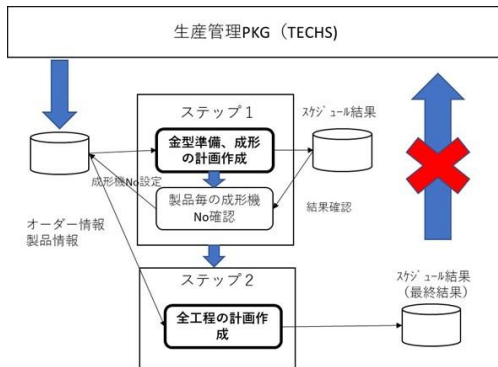 生産管理PKG（TECHS)
ステップ１
ｽｹｼﾞｭｰﾙ結果
金型準備、成形
の計画作成
成形機No設定
製品毎の成形機
No確認
結果確認
オーダー情報
製品情報
ステップ２
ｽｹｼﾞｭｰﾙ結果
（最終結果）
全工程の計画作
成